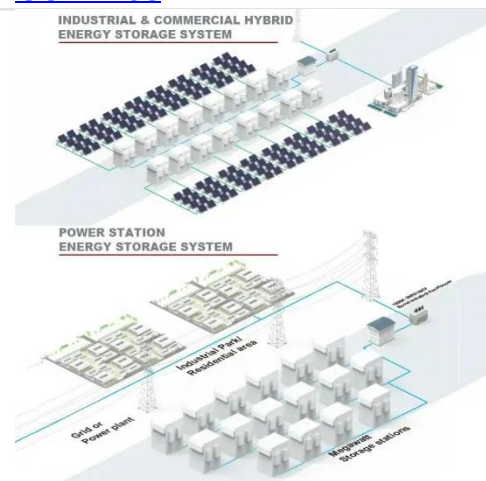 INDUSTRIAL & COMMERCIAL HYBRID
ENERGY STORAGE SYSTEM
POWER STATION
ENERGY STORAGE SYSTEM
Industrial Park/
Residential area
Grid or
Power plant
Megawatt
Storage stations